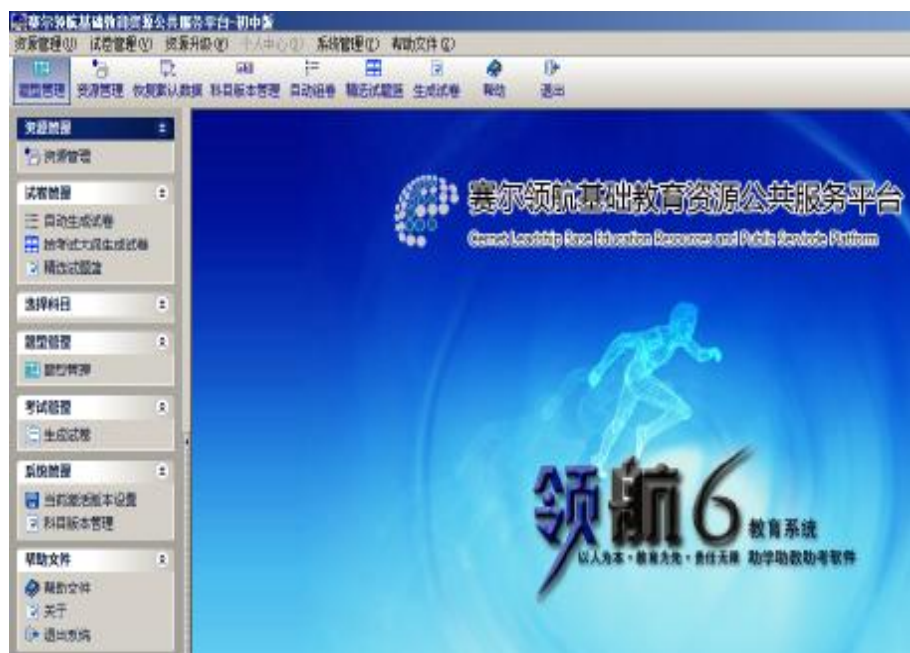 赛尔领航基础教育资源公共服务平台-初中版
资源管理(U) 试卷管理(V) 资源升级(W) 个人中心(Q) 系统管理(T) 帮助文件(Z)
题型管理 资源管理 恢复默认数据 科目版本管理 自动组卷 精选试题篮 生成试卷 帮助 退出
资源管理
资源管理
试卷管理
自动生成试卷
按考试大纲生成试卷
精选试题篮
选择科目
题型管理
题型管理
考试管理
生成试卷
系统管理
当前激活版本设置
科目版本管理
帮助文件
帮助文件
关于
退出系统
赛尔领航基础教育资源公共服务平台
Cernet Leadship Base Education Resources and Public Servicde Platform
领航6
教育系统
以人为本·教育为先·责任无限 助学助教助考软件